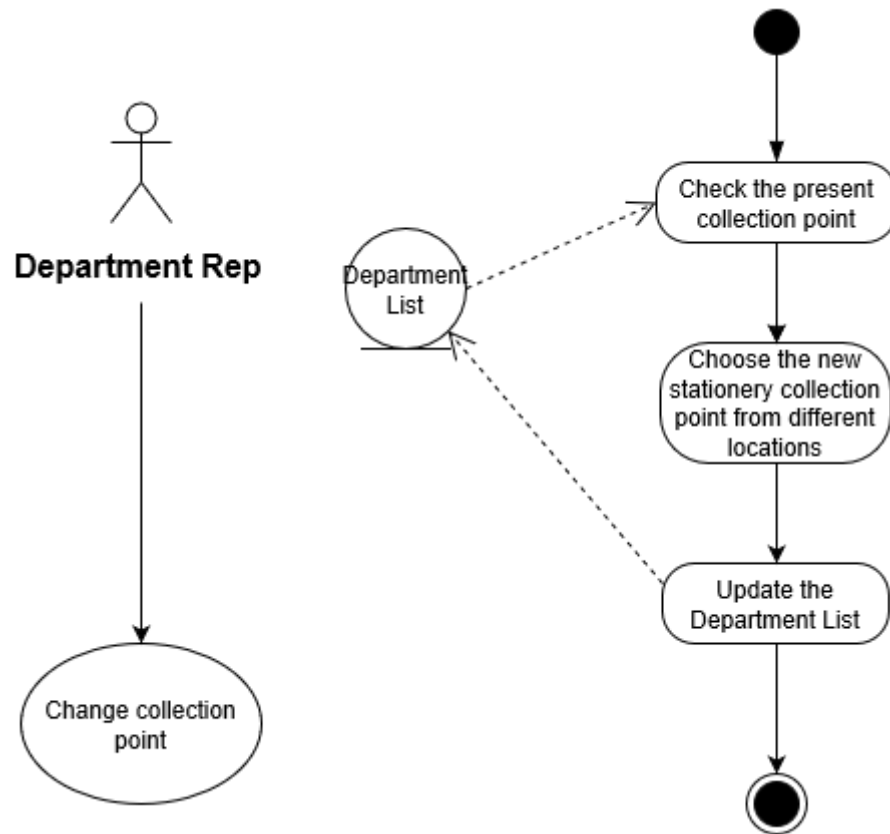 Department Rep
Change collection
point
Department
List
Check the present
collection point
Choose the new
stationery collection
point from different
locations
Update the
Department List